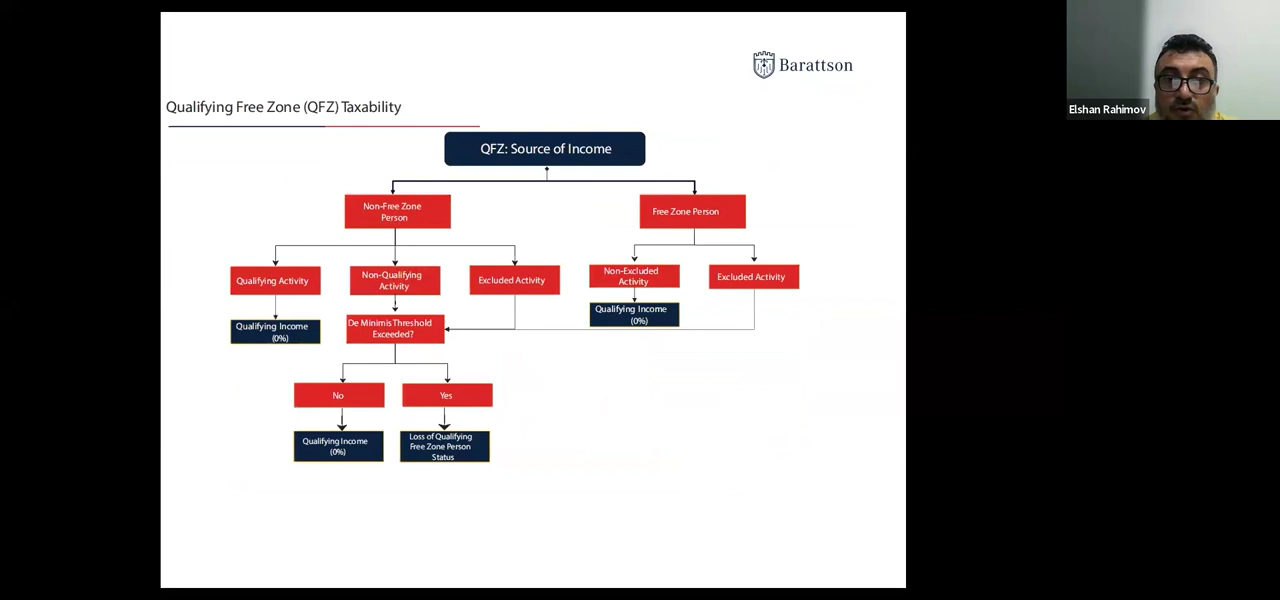 Barattson
Elshan Rahimov
Qualifying Free Zone (QFZ) Taxability
QFZ: Source of Income
Non-Free Zone
Person
Free Zone Person
Qualifying Activity
Non-Qualifying
Activity
Excluded Activity
Non-Excluded
Activity
Excluded Activity
Qualifying Income
(0%)
De Minimis Threshold
Exceeded?
Qualifying Income
(0%)
No
Yes
Qualifying Income
(0%)
Loss of Qualifying
Free Zone Person
Status